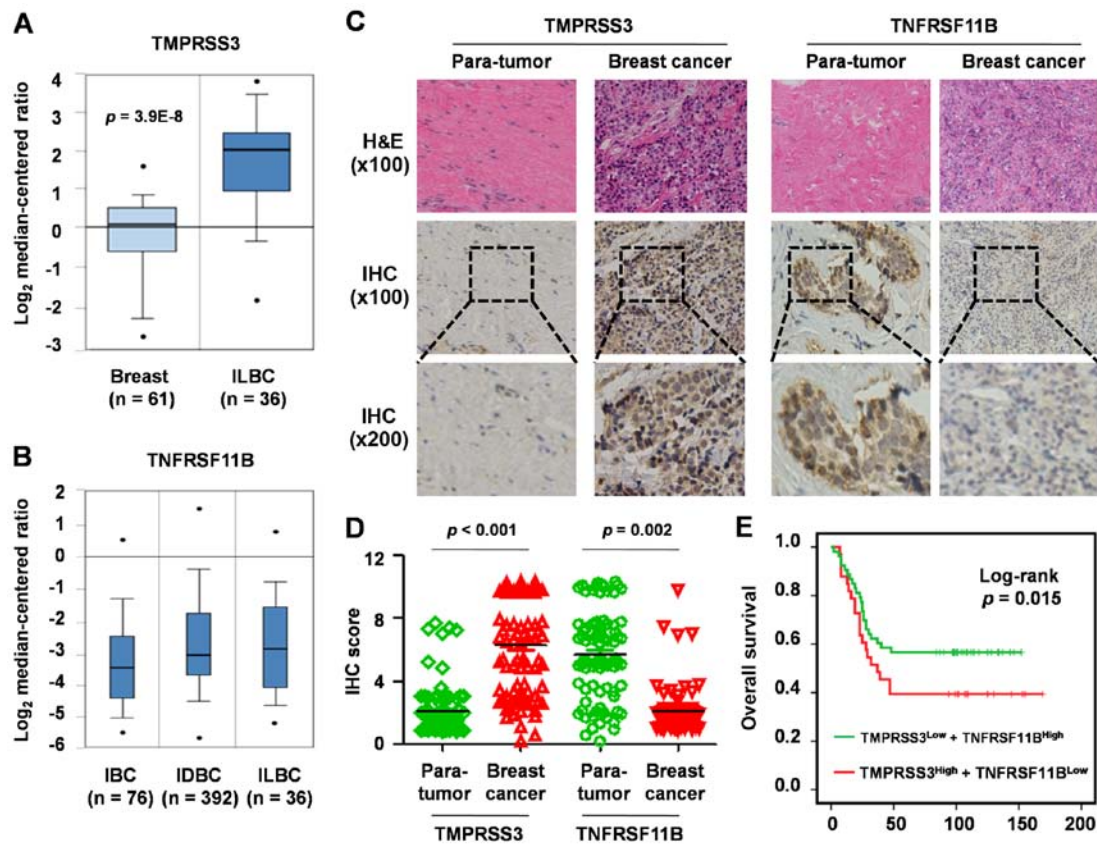 A
TMPRSS3
Log2 median-centered ratio
4
3
2
1
0
-1
-2
-3
p = 3.9E-8
Breast
(n = 61)
ILBC
(n = 36)
B
TNFRSF11B
Log2 median-centered ratio
2
1
0
-1
-2
-3
-4
-5
-6
IBC
(n = 76)
IDBC
(n = 392)
ILBC
(n = 36)
C
TMPRSS3
TNFRSF11B
Para-tumor
Breast cancer
Para-tumor
Breast cancer
H&E
(x100)
IHC
(x100)
IHC
(x200)
D
p < 0.001
p = 0.002
IHC score
12
8
4
0
Para-
tumor
Breast
cancer
Para-
tumor
Breast
cancer
TMPRSS3
TNFRSF11B
E
Log-rank
p = 0.015
Overall survival
1.0
0.8
0.6
0.4
0.2
0.0
TMPRSS3Low + TNFRSF11BHigh
TMPRSS3High + TNFRSF11BLow
0
50
100
150
200